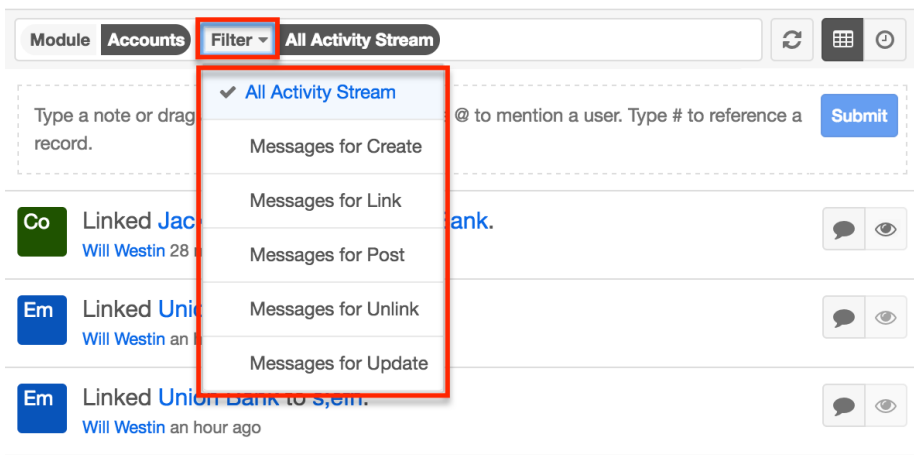 Module Accounts Filter All Activity Stream
All Activity Stream
Type a note or drag @ to mention a user. Type # to reference a
record.
Submit
Messages for Create
Messages for Link
Messages for Post
Messages for Unlink
Messages for Update
Co
Linked Jac ank.
Will Westin 28
Em
Linked Unio
Will Westin an
Em
Linked Union Bank to s,em.
Will Westin an hour ago